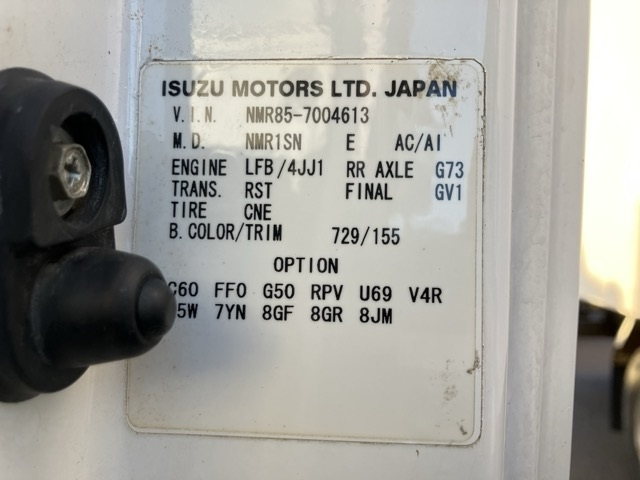 ISUZU MOTORS LTD. JAPAN
V.I.N. NMR85-7004613
M.D. NMR1SN E AC/AI
ENGINE LFB/4JJ1 RR AXLE G73
TRANS. RST FINAL GV1
TIRE CNE
B.COLOR/TRIM 729/155
OPTION
C60 FF0 G50 RPV U69 V4R
7YN 8GF 8GR 8JM